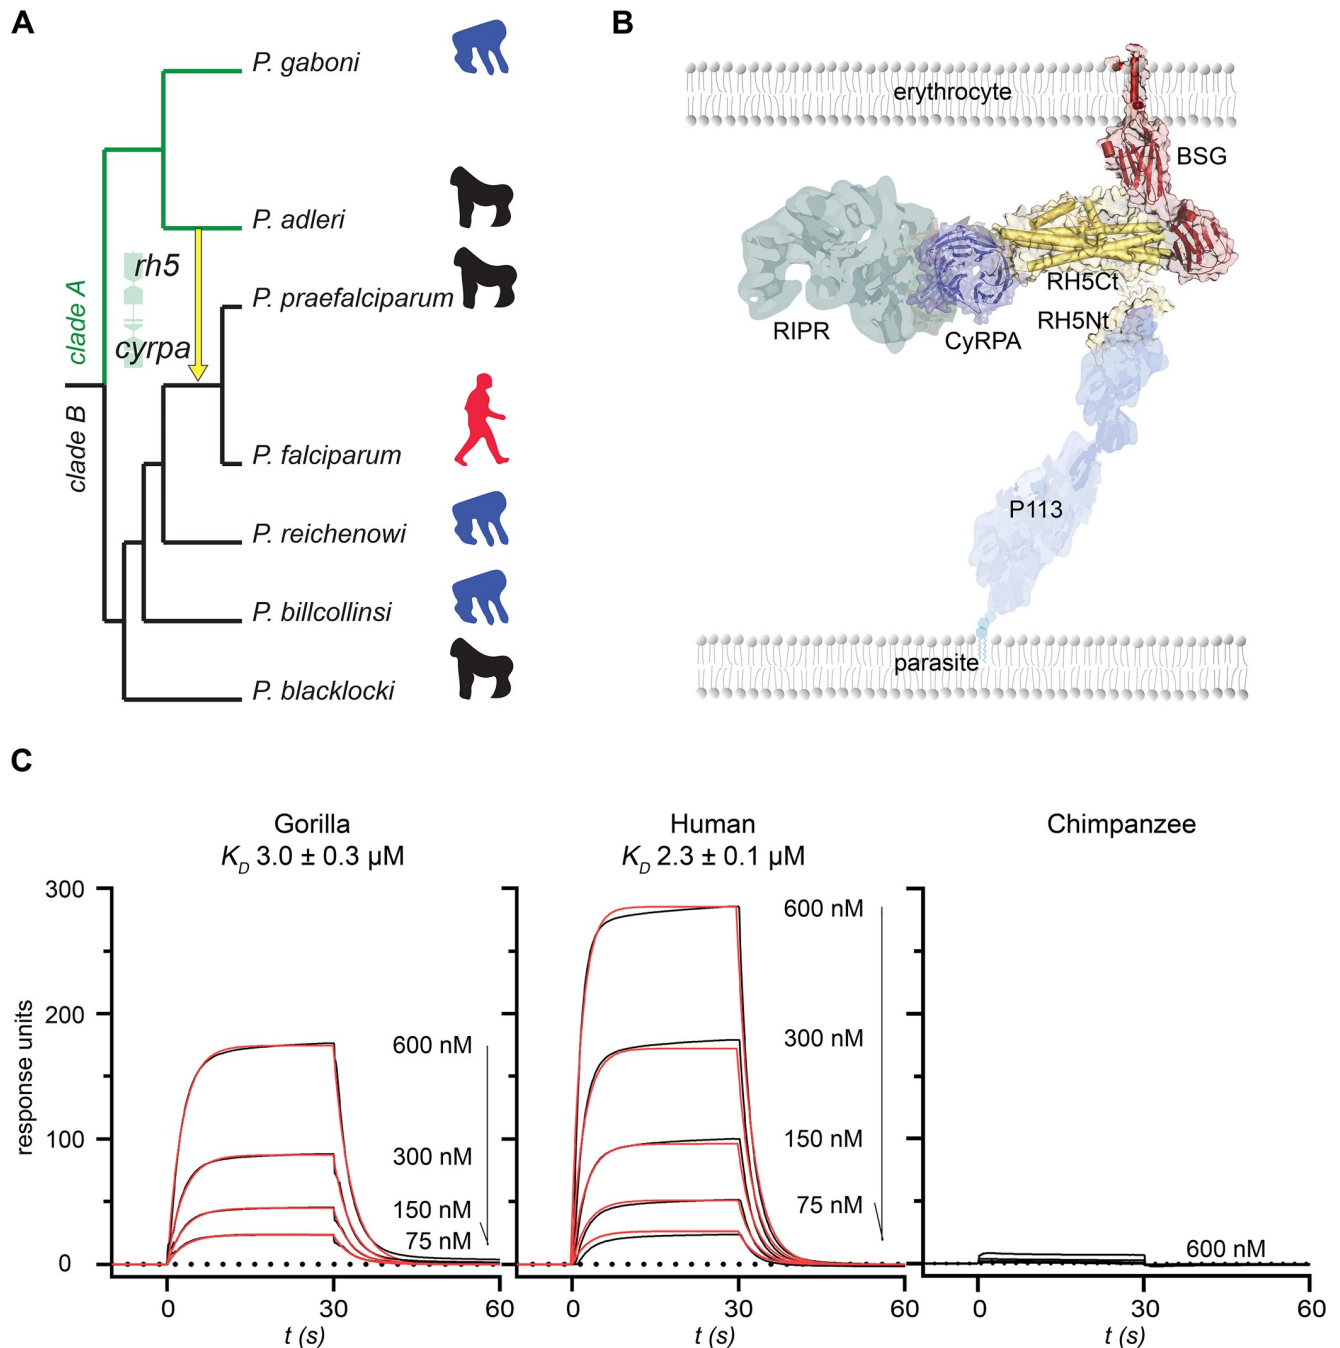 A
P. gaboni
P. adleri
rh5
cyrpa
P. praefalciparum
clade A
clade B
P. falciparum
P. reichenowi
P. billcollinsi
P. blacklocki
B
erythrocyte
BSG
RH5Ct
RH5Nt
RIPR
CyRPA
P113
parasite
C
Gorilla
K_D 3.0 ± 0.3 µM
Human
K_D 2.3 ± 0.1 µM
Chimpanzee
response units
300
200
100
0
600 nM
300 nM
150 nM
75 nM
0
30
60
t (s)
600 nM
300 nM
150 nM
75 nM
0
30
60
t (s)
600 nM
0
30
60
t (s)